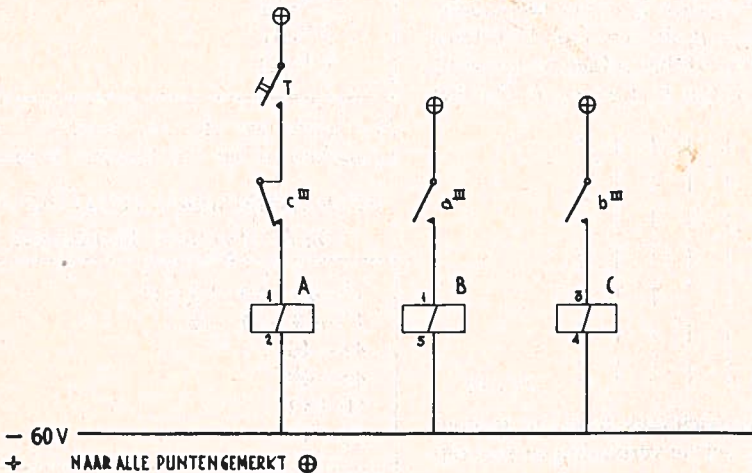 T
c III
a III
b III
1 A
2
1 B
5
3 C
4
− 60 V
+ NAAR ALLE PUNTEN GEMERKT ⊕